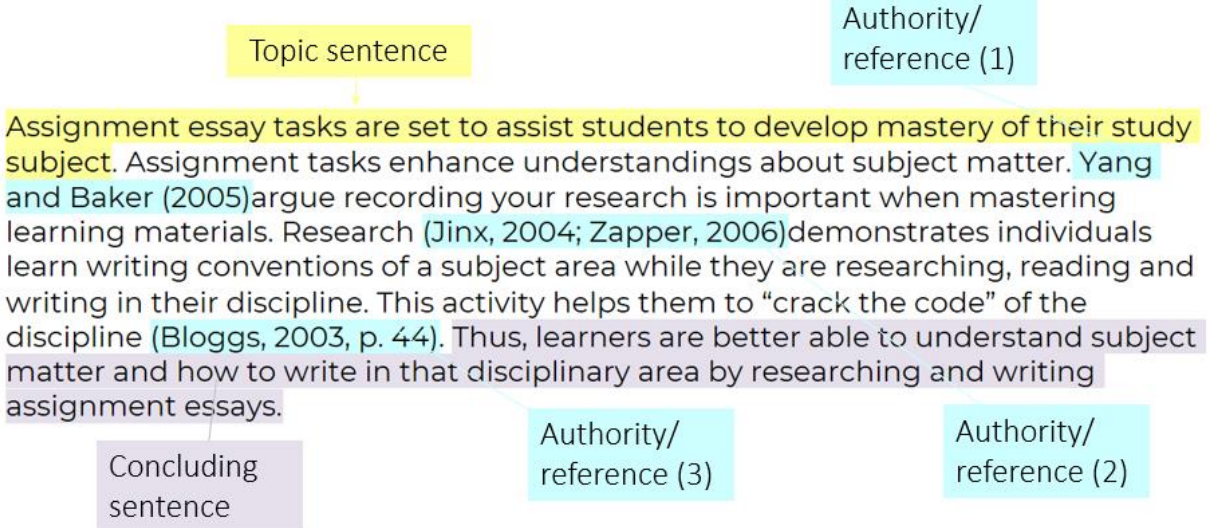 Authority/
reference (1)
Topic sentence
Assignment essay tasks are set to assist students to develop mastery of their study
subject. Assignment tasks enhance understandings about subject matter. Yang
and Baker (2005)argue recording your research is important when mastering
learning materials. Research (Jinx, 2004; Zapper, 2006)demonstrates individuals
learn writing conventions of a subject area while they are researching, reading and
writing in their discipline. This activity helps them to “crack the code” of the
discipline (Bloggs, 2003, p. 44). Thus, learners are better able to understand subject
matter and how to write in that disciplinary area by researching and writing
assignment essays.
Concluding
sentence
Authority/
reference (3)
Authority/
reference (2)